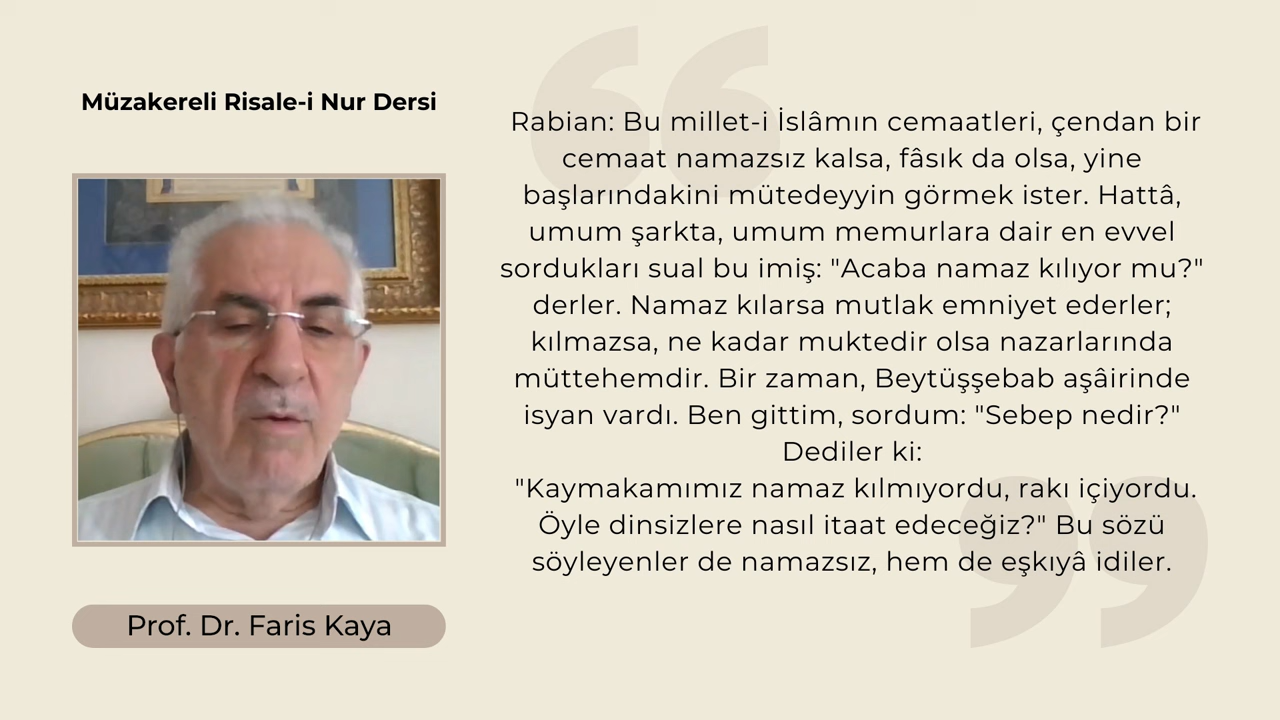 Müzakereli Risale-i Nur Dersi
Rabian: Bu millet-i İslâmın cemaatleri, çendan bir
cemaat namazsız kalsa, fâsık da olsa, yine
başlarındakini mütedeyyin görmek ister. Hattâ,
umum şarkta, umum memurlara dair en evvel
sordukları sual bu imiş: "Acaba namaz kılıyor mu?"
derler. Namaz kılarsa mutlak emniyet ederler;
kılmazsa, ne kadar muktedir olsa nazarlarında
müttehemdir. Bir zaman, Beytüşşebab aşâirinde
isyan vardı. Ben gittim, sordum: "Sebep nedir?"
Dediler ki:
"Kaymakamımız namaz kılmıyordu, rakı içiyordu.
Öyle dinsizlere nasıl itaat edeceğiz?" Bu sözü
söyleyenler de namazsız, hem de eşkıyâ idiler.
Prof. Dr. Faris Kaya